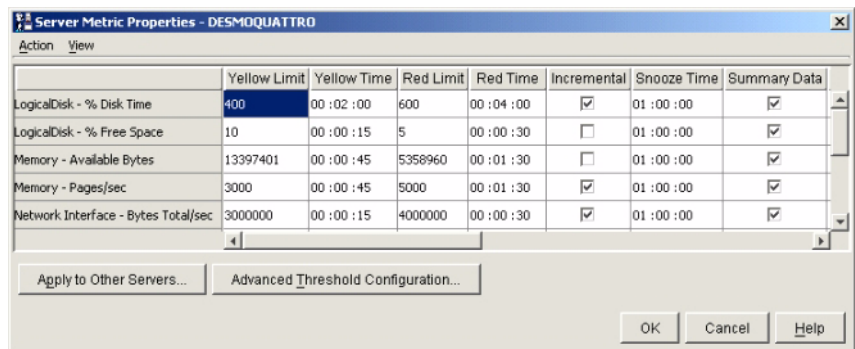 Server Metric Properties - DESMOQUATTRO
Action View
Yellow Limit Yellow Time Red Limit Red Time Incremental Snooze Time Summary Data
LogicalDisk - % Disk Time 400 00 :02 :00 600 00 :04 :00 01 :00 :00
LogicalDisk - % Free Space 10 00 :00 :15 5 00 :00 :30 01 :00 :00
Memory - Available Bytes 13397401 00 :00 :45 5358960 00 :01 :30 01 :00 :00
Memory - Pages/sec 3000 00 :00 :45 5000 00 :01 :30 01 :00 :00
Network Interface - Bytes Total/sec 3000000 00 :00 :15 4000000 00 :00 :30 01 :00 :00
Apply to Other Servers... Advanced Threshold Configuration...
OK Cancel Help